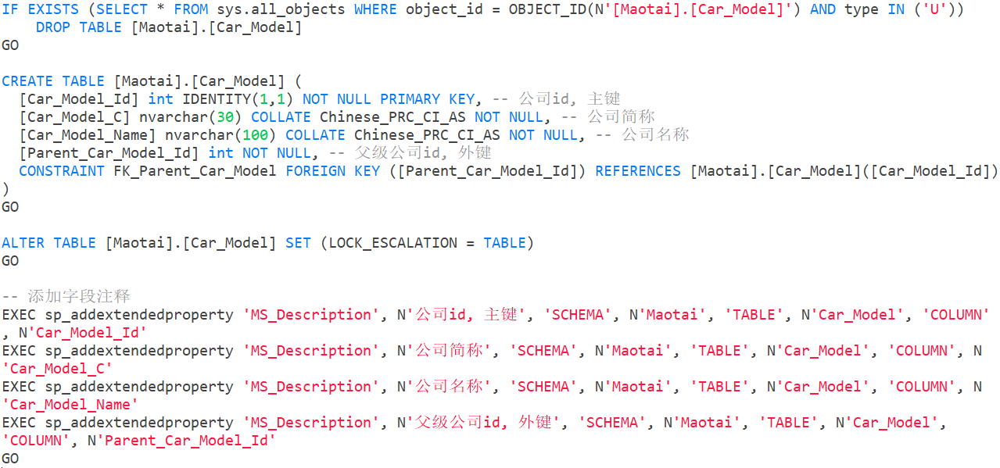 IF EXISTS (SELECT * FROM sys.all_objects WHERE object_id = OBJECT_ID(N'[Maotai].[Car_Model]') AND type IN ('U'))
    DROP TABLE [Maotai].[Car_Model]
GO

CREATE TABLE [Maotai].[Car_Model] (
  [Car_Model_Id] int IDENTITY(1,1) NOT NULL PRIMARY KEY, -- 公司id, 主键
  [Car_Model_C] nvarchar(30) COLLATE Chinese_PRC_CI_AS NOT NULL, -- 公司简称
  [Car_Model_Name] nvarchar(100) COLLATE Chinese_PRC_CI_AS NOT NULL, -- 公司名称
  [Parent_Car_Model_Id] int NOT NULL, -- 父级公司id, 外键
  CONSTRAINT FK_Parent_Car_Model FOREIGN KEY ([Parent_Car_Model_Id]) REFERENCES [Maotai].[Car_Model]([Car_Model_Id])
)
GO

ALTER TABLE [Maotai].[Car_Model] SET (LOCK_ESCALATION = TABLE)
GO

-- 添加字段注释
EXEC sp_addextendedproperty 'MS_Description', N'公司id, 主键', 'SCHEMA', N'Maotai', 'TABLE', N'Car_Model', 'COLUMN'
, N'Car_Model_Id'
EXEC sp_addextendedproperty 'MS_Description', N'公司简称', 'SCHEMA', N'Maotai', 'TABLE', N'Car_Model', 'COLUMN', N
'Car_Model_C'
EXEC sp_addextendedproperty 'MS_Description', N'公司名称', 'SCHEMA', N'Maotai', 'TABLE', N'Car_Model', 'COLUMN', N
'Car_Model_Name'
EXEC sp_addextendedproperty 'MS_Description', N'父级公司id, 外键', 'SCHEMA', N'Maotai', 'TABLE', N'Car_Model',
'COLUMN', N'Parent_Car_Model_Id'
GO